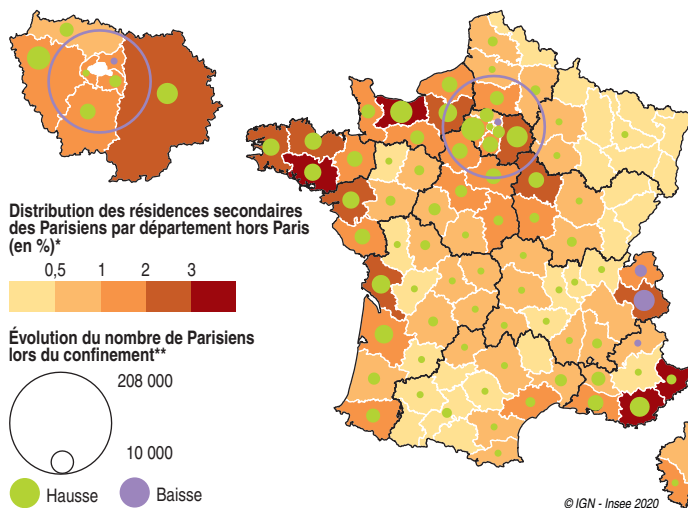 Distribution des résidences secondaires
des Parisiens par département hors Paris
(en %)*
0,5 1 2 3
Évolution du nombre de Parisiens
lors du confinement**
208 000
10 000
Hausse Baisse
© IGN - Insee 2020